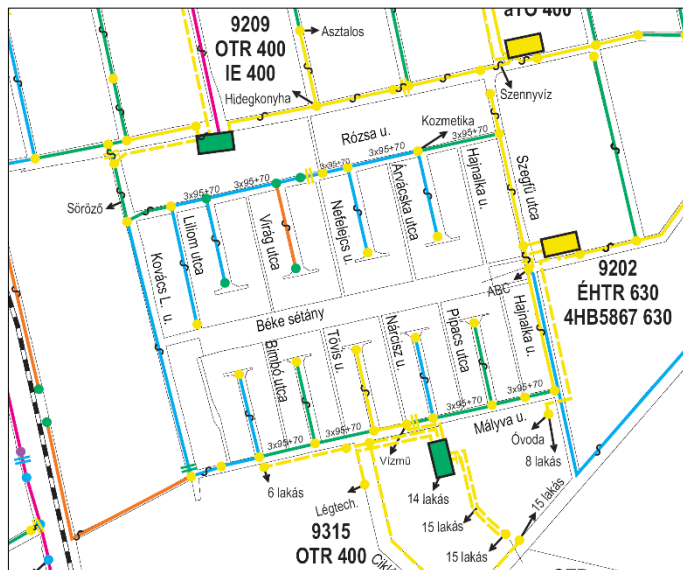 9209
OTR 400
IE 400
Asztalos
aTO 400
Hidegkonyha
Szennyvíz
Rózsa u.
Kozmetika
3x95+70
3x95+70
3x95+70
3x95+70
3x95+70
Söröző
Kovács L. u.
Liliom utca
Virág utca
Nefelejcs u.
Árvácska utca
Hajnalka u.
Szegfű utca
9202
ÉHTR 630
4HB5867 630
ABC
Béke sétány
Hajnalka u.
Bimbó utca
Tövis u.
Nárcisz u.
Pipacs utca
3x95+70
3x95+70
3x95+70
3x95+70
3x95+70
Mályva u.
Óvoda
8 lakás
Vízmű
6 lakás
Légtech.
14 lakás
15 lakás
15 lakás
15 lakás
9315
OTR 400